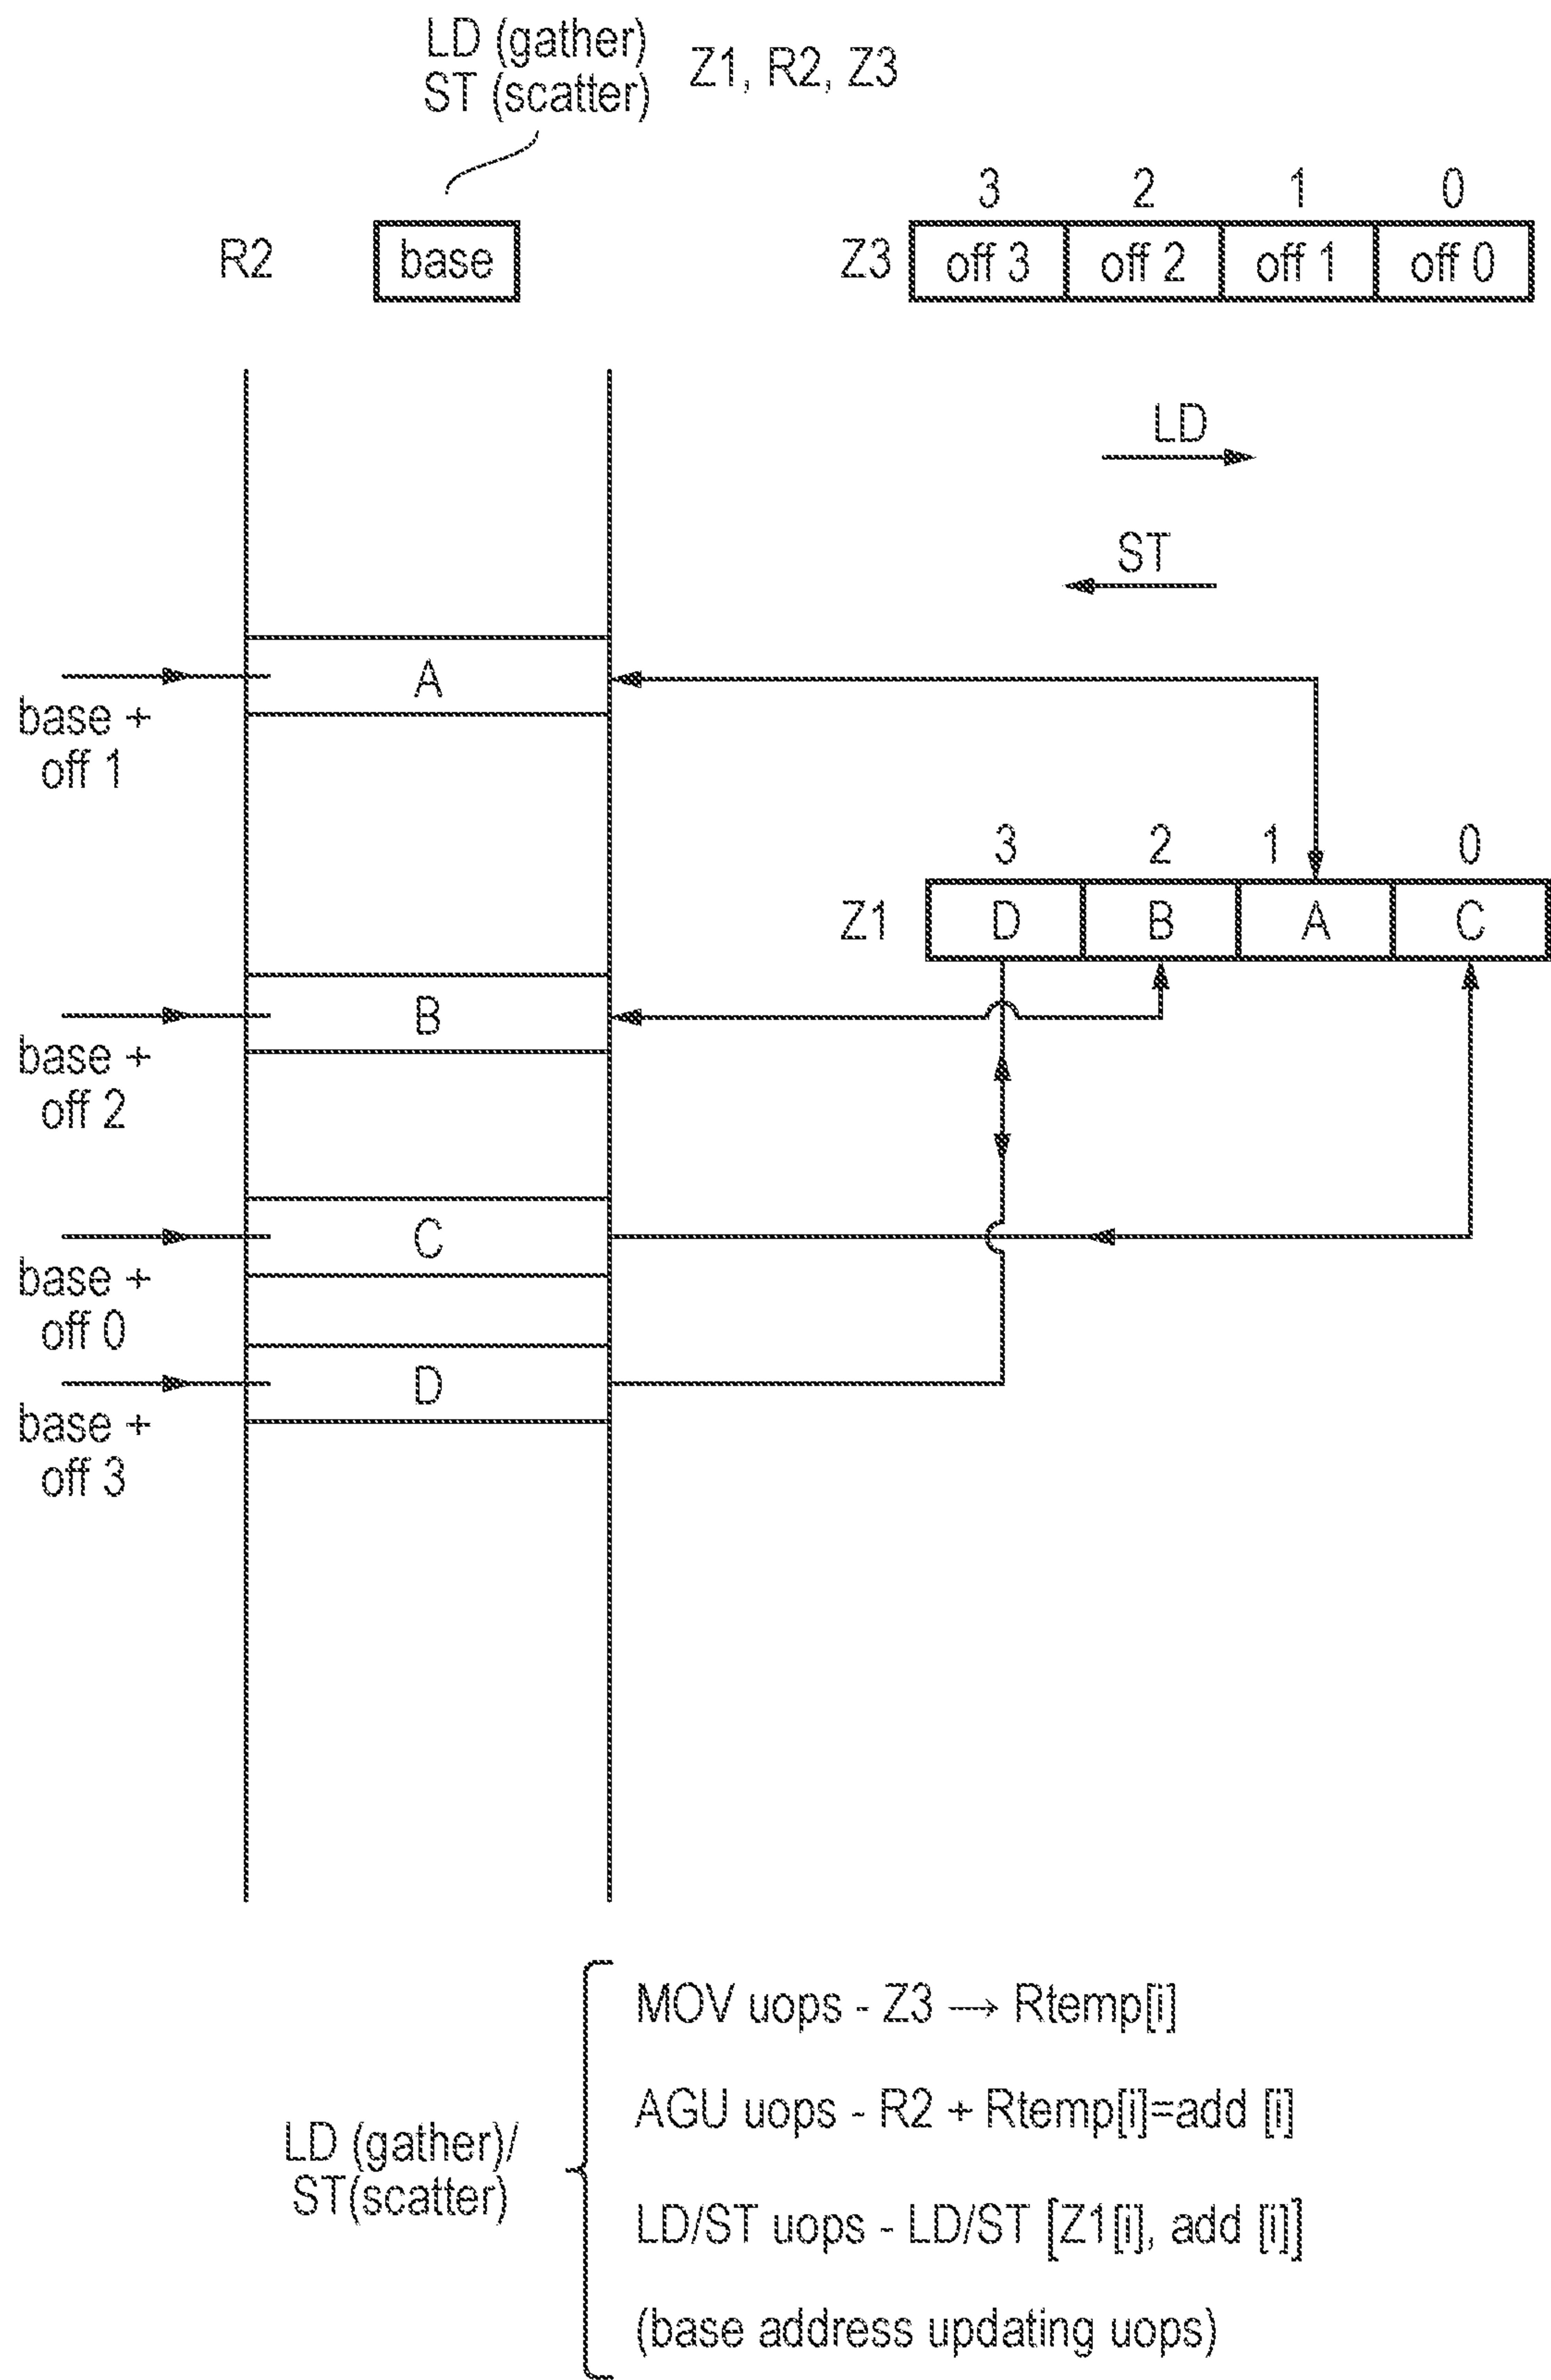 LD (gather)
ST (scatter)
Z1, R2, Z3
3 2 1 0
R2 base Z3 off 3 off 2 off 1 off 0
LD
ST
A
base +
off 1
3 2 1 0
Z1 D B A C
B
base +
off 2
C
base +
off 0
D
base +
off 3
LD (gather)/
ST(scatter)
MOV uops - Z3 → Rtemp[i]
AGU uops - R2 + Rtemp[i]=add [i]
LD/ST uops - LD/ST [Z1[i], add [i]]
(base address updating uops)